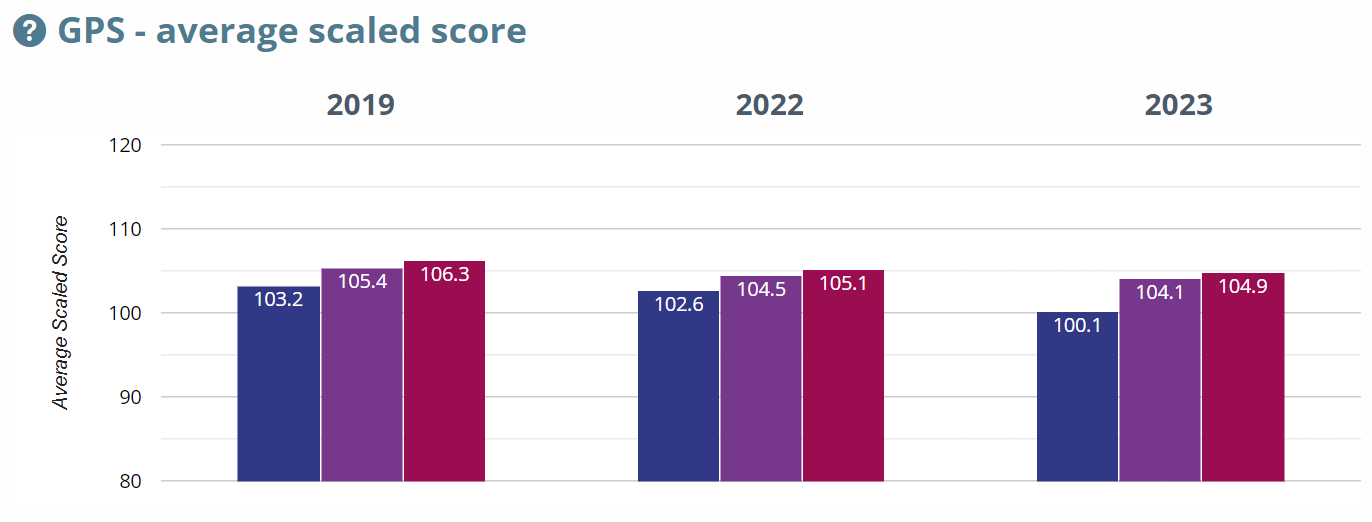 ? GPS - average scaled score
2019 2022 2023
120
110
100
90
80
Average Scaled Score
103.2 105.4 106.3
102.6 104.5 105.1
100.1 104.1 104.9